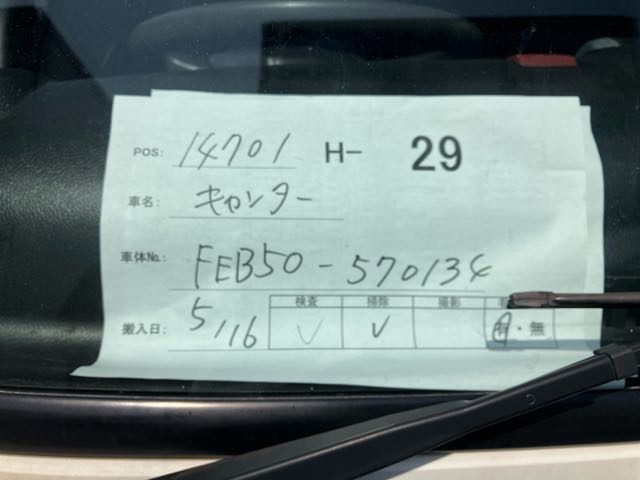 POS: 14701 H- 29
車名: キャンター
車体No.: FEB50-570134
検査 掃除 撮影
搬入日: 5/16 ✓ ✓ 有・無